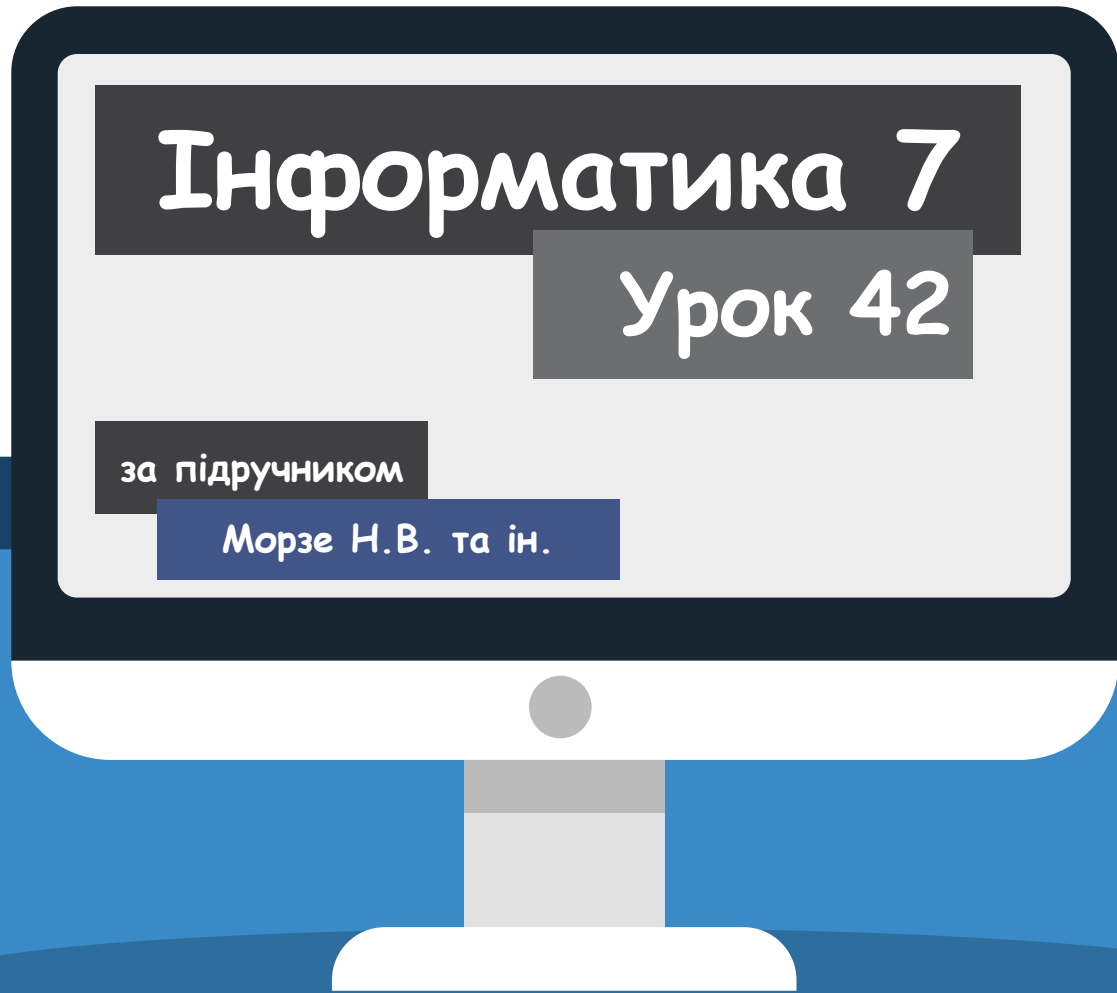 Інформатика 7
Урок 42
за підручником
Морзе Н.В. та ін.